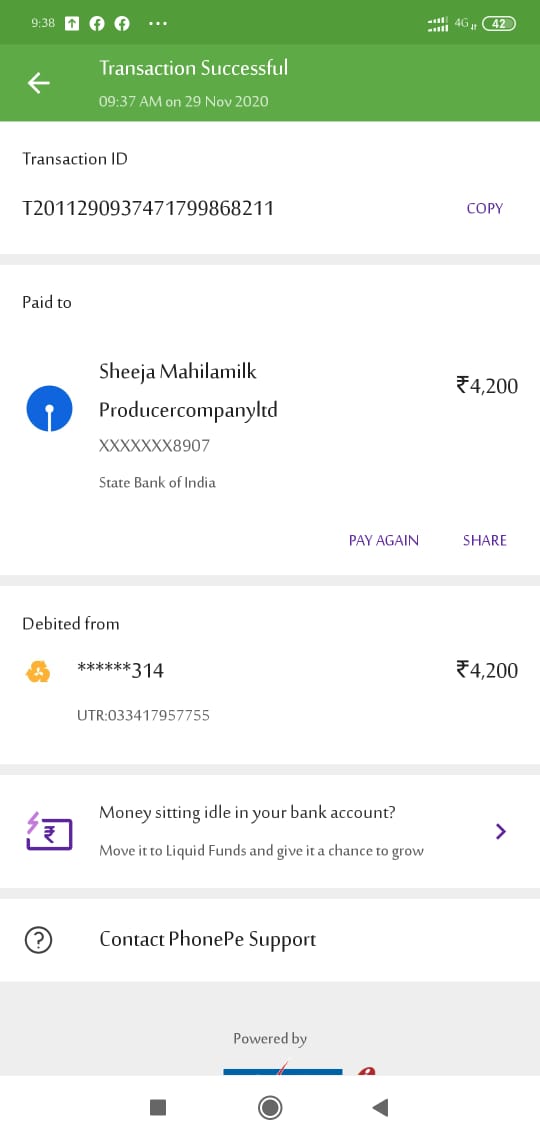 9:38
4G
42
Transaction Successful
09:37 AM on 29 Nov 2020
Transaction ID
T2011290937471799868211
COPY
Paid to
Sheeja Mahilamilk
Producercompanyltd
₹4,200
XXXXXXX8907
State Bank of India
PAY AGAIN
SHARE
Debited from
******314
₹4,200
UTR:033417957755
Money sitting idle in your bank account?
Move it to Liquid Funds and give it a chance to grow
Contact PhonePe Support
Powered by